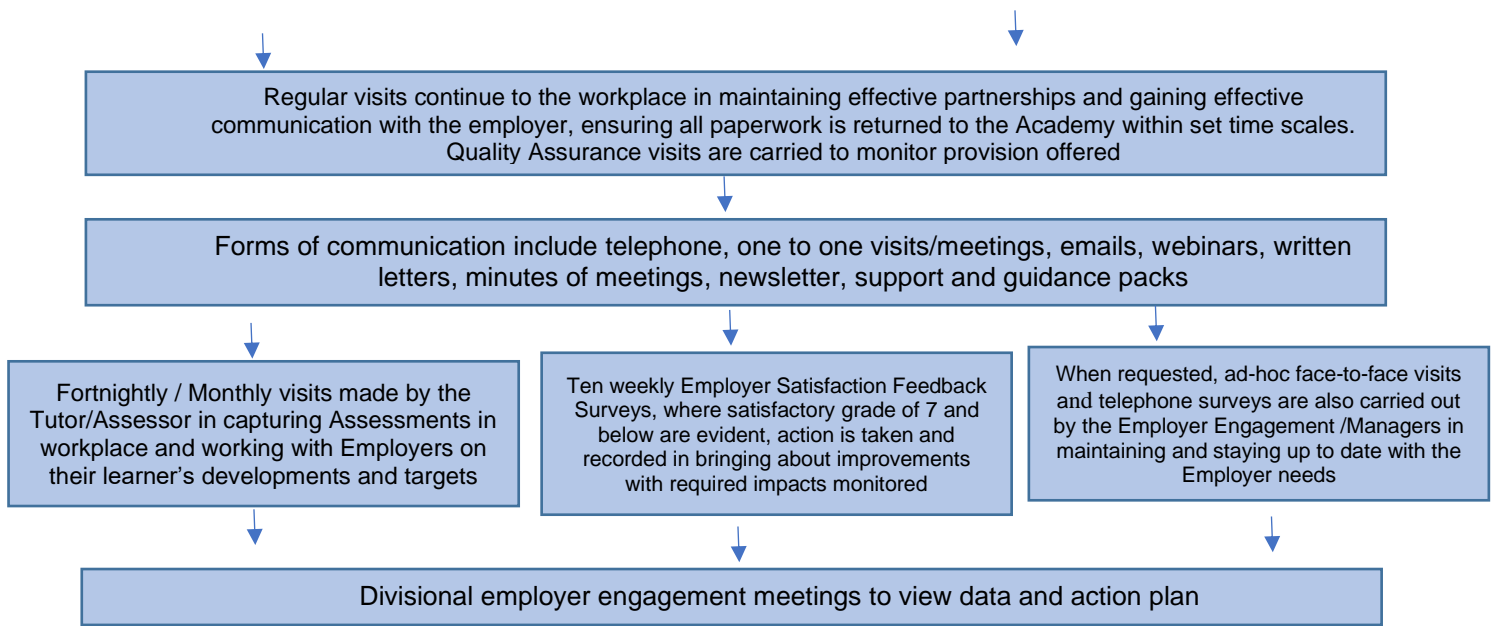 Regular visits continue to the workplace in maintaining effective partnerships and gaining effective
communication with the employer, ensuring all paperwork is returned to the Academy within set time scales.
Quality Assurance visits are carried to monitor provision offered
Forms of communication include telephone, one to one visits/meetings, emails, webinars, written
letters, minutes of meetings, newsletter, support and guidance packs
Fortnightly / Monthly visits made by the
Tutor/Assessor in capturing Assessments in
workplace and working with Employers on
their learner’s developments and targets
Ten weekly Employer Satisfaction Feedback
Surveys, where satisfactory grade of 7 and
below are evident, action is taken and
recorded in bringing about improvements
with required impacts monitored
When requested, ad-hoc face-to-face visits
and telephone surveys are also carried out
by the Employer Engagement /Managers in
maintaining and staying up to date with the
Employer needs
Divisional employer engagement meetings to view data and action plan